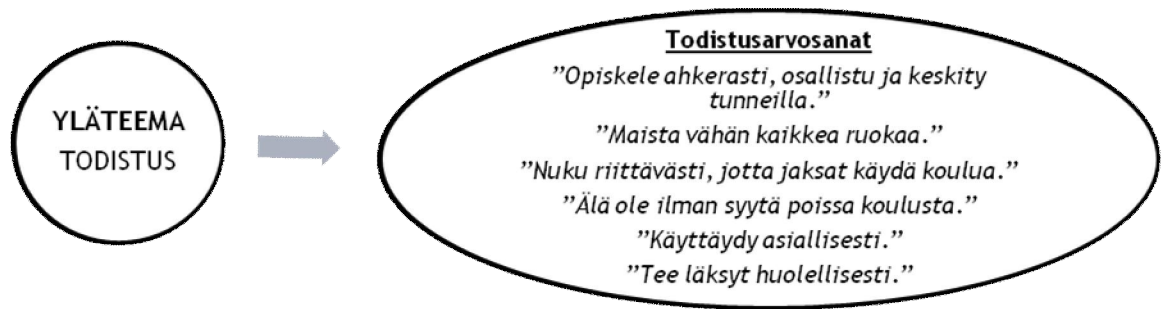 YLÄTEEMA
TODISTUS
Todistusarvosanat
”Opiskele ahkerasti, osallistu ja keskity
tunneilla.”
”Maista vähän kaikkea ruokaa.”
”Nuku riittävästi, jotta jaksat käydä koulua.”
”Älä ole ilman syytä poissa koulusta.”
”Käyttäydy asiallisesti.”
”Tee läksyt huolellisesti.”